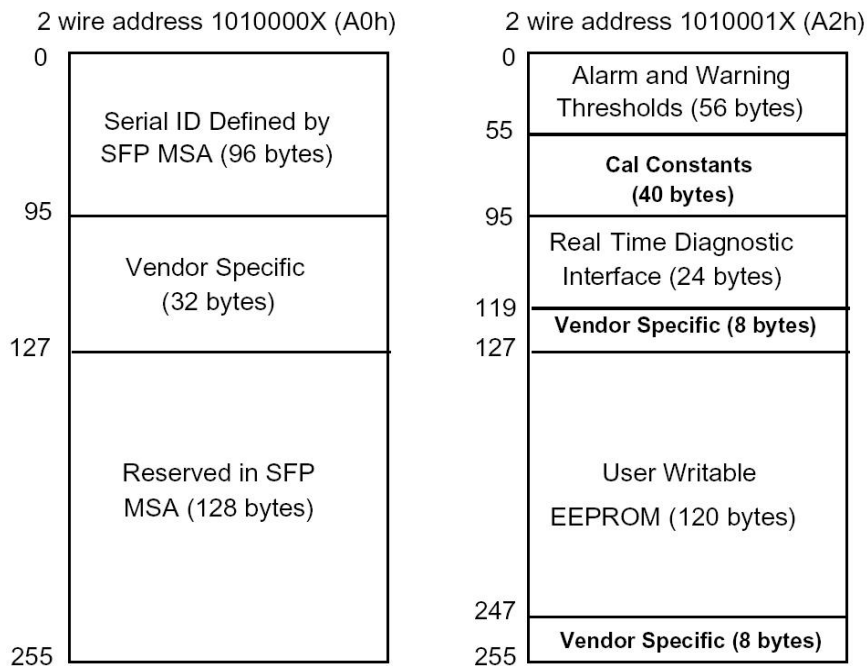 2 wire address 1010000X (A0h)
0
Serial ID Defined by
SFP MSA (96 bytes)
95
Vendor Specific
(32 bytes)
127
Reserved in SFP
MSA (128 bytes)
255
2 wire address 1010001X (A2h)
0
Alarm and Warning
Thresholds (56 bytes)
55
Cal Constants
(40 bytes)
95
Real Time Diagnostic
Interface (24 bytes)
119
Vendor Specific (8 bytes)
127
User Writable
EEPROM (120 bytes)
247
Vendor Specific (8 bytes)
255